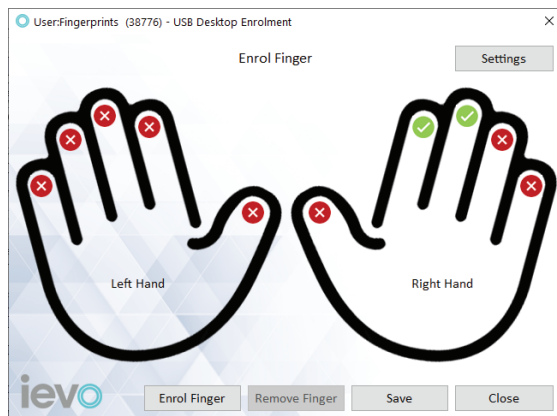 User:Fingerprints (38776) - USB Desktop Enrolment
Enrol Finger
Settings
Left Hand
Right Hand
ievo
Enrol Finger
Remove Finger
Save
Close